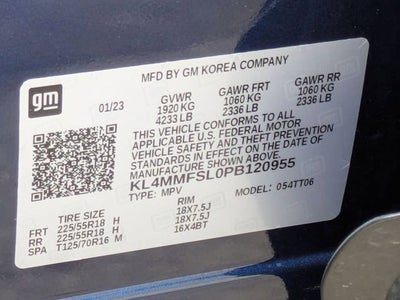 MFD BY GM KOREA COMPANY
gm
01/23 GVWR GAWR FRT GAWR RR
1920 KG 1060 KG 1060 KG
4233 LB 2336 LB 2336 LB
THIS VEHICLE CONFORMS TO ALL
APPLICABLE U.S. FEDERAL MOTOR
VEHICLE SAFETY STANDARDS IN
EFFECT ON THE DATE OF
MANUFACTURE SHOWN ABOVE.
KL4MMFSL0PB120955
TYPE: MPV MODEL: 054TT06
TIRE SIZE RIM
FRT 225/55R18 H 18X7.5J
RR 225/55R18 H 18X7.5J
SPA T125/70R16 M 16X4BT